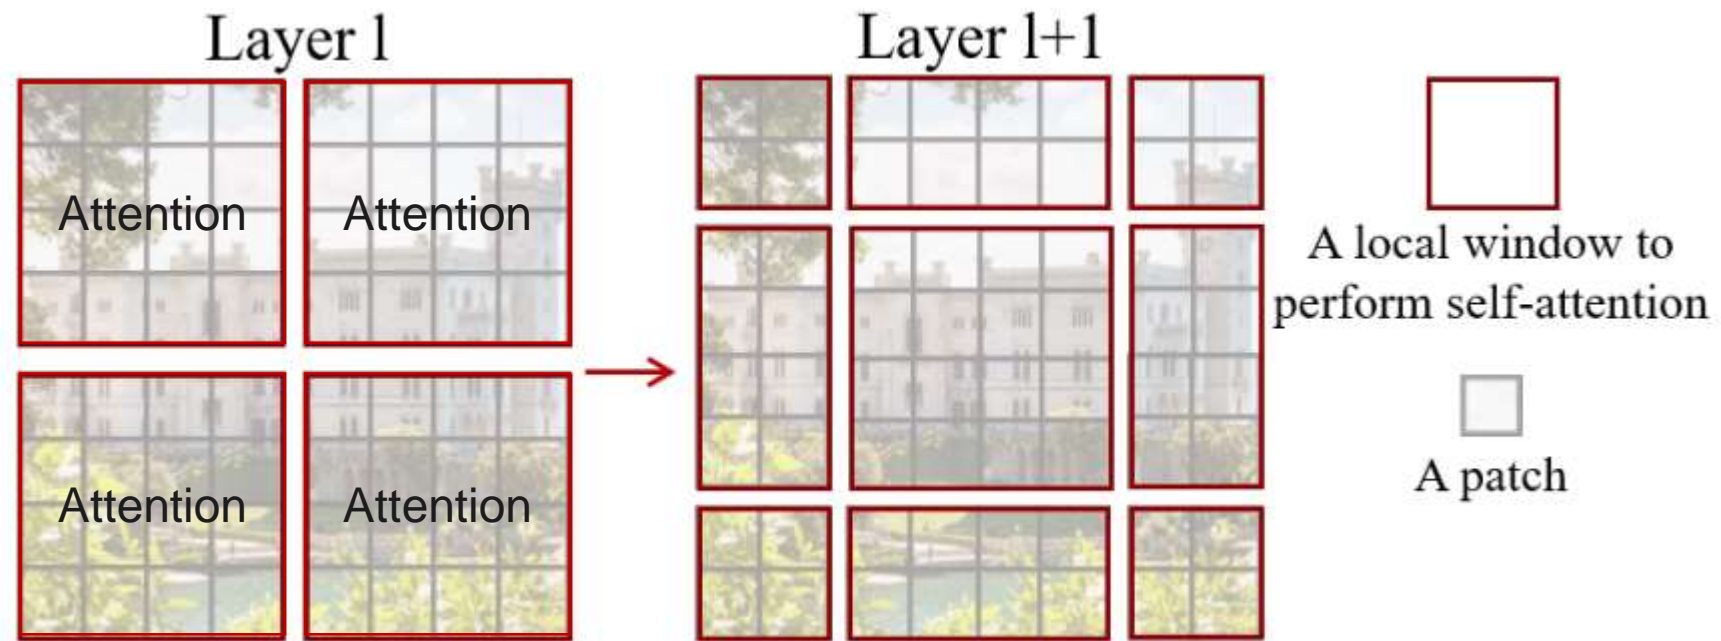 Layer l
Layer l+1
Attention
Attention
Attention
Attention
A local window to
perform self-attention
A patch